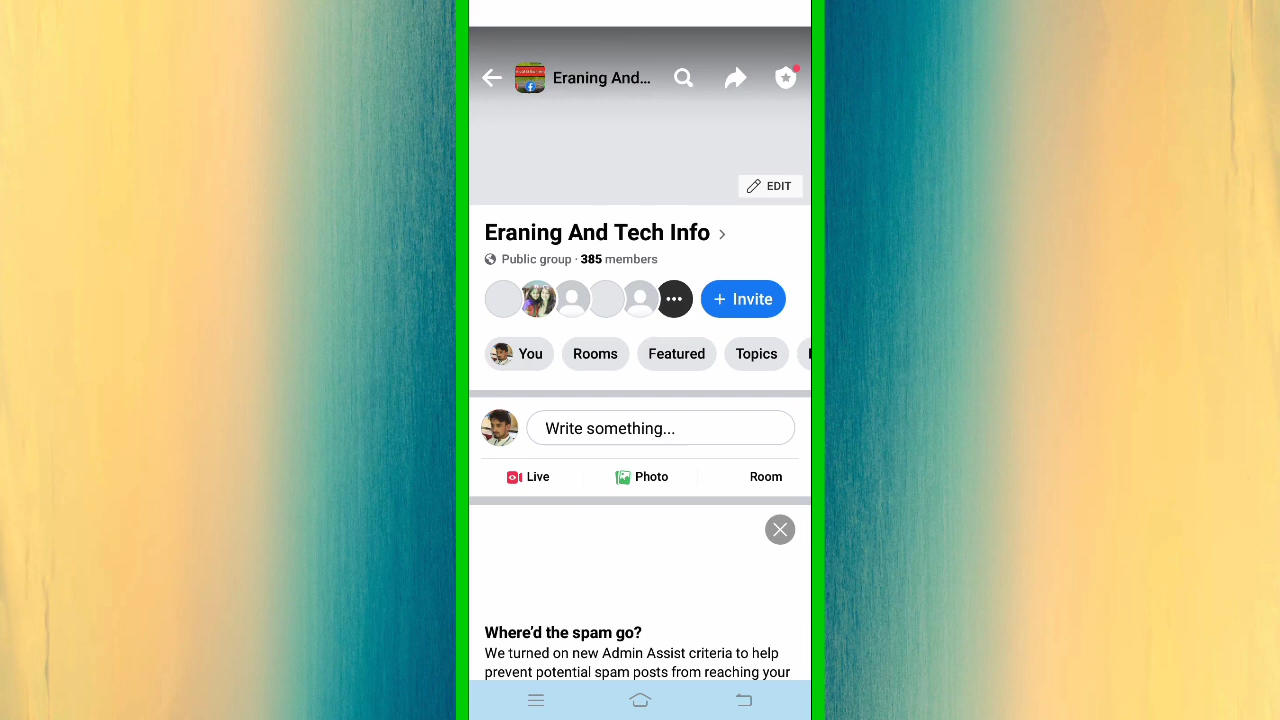 Eraning And...
EDIT
Eraning And Tech Info
Public group · 385 members
+ Invite
You Rooms Featured Topics
Write something...
Live Photo Room
Where'd the spam go?
We turned on new Admin Assist criteria to help
prevent potential spam posts from reaching your